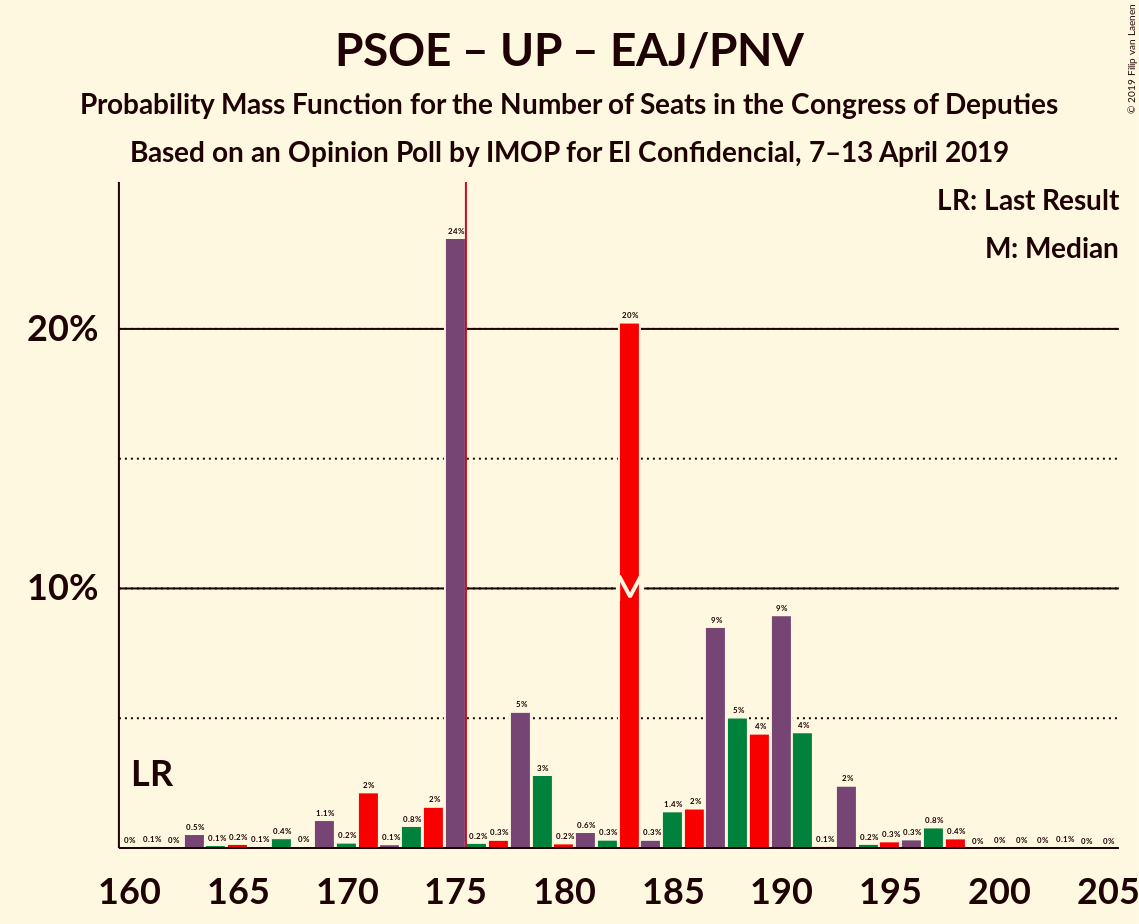 PSOE – UP – EAJ/PNV
Probability Mass Function for the Number of Seats in the Congress of Deputies
Based on an Opinion Poll by IMOP for El Confidencial, 7–13 April 2019
© 2019 Filip van Laenen
LR: Last Result
M: Median
20%
10%
LR
M
0% 0.1% 0% 0.5% 0.1% 0.2% 0.1% 0.4% 0% 1.1% 0.2% 2% 0.1% 0.8% 2% 24% 0.2% 0.3% 5% 3% 0.2% 0.6% 0.3% 20% 0.3% 1.4% 2% 9% 5% 4% 9% 4% 0.1% 2% 0.2% 0.3% 0.3% 0.8% 0.4% 0% 0% 0% 0% 0.1% 0% 0%
160 165 170 175 180 185 190 195 200 205